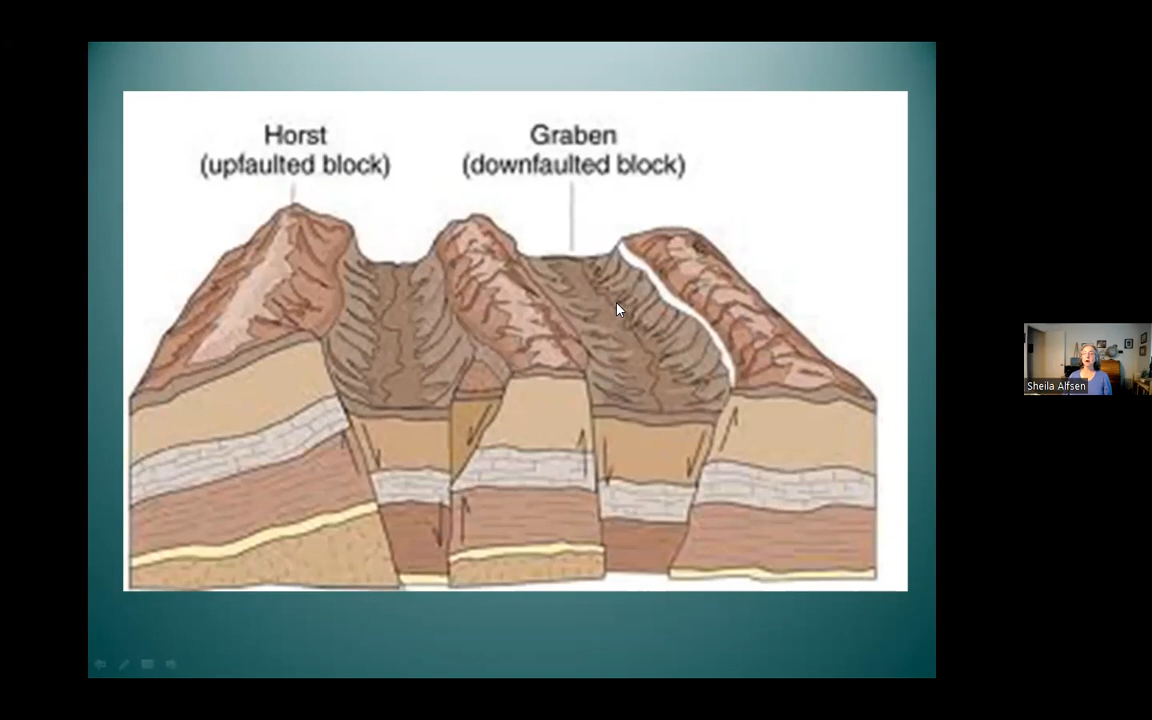 Horst
(upfaulted block)
Graben
(downfaulted block)
Sheila Alfsen